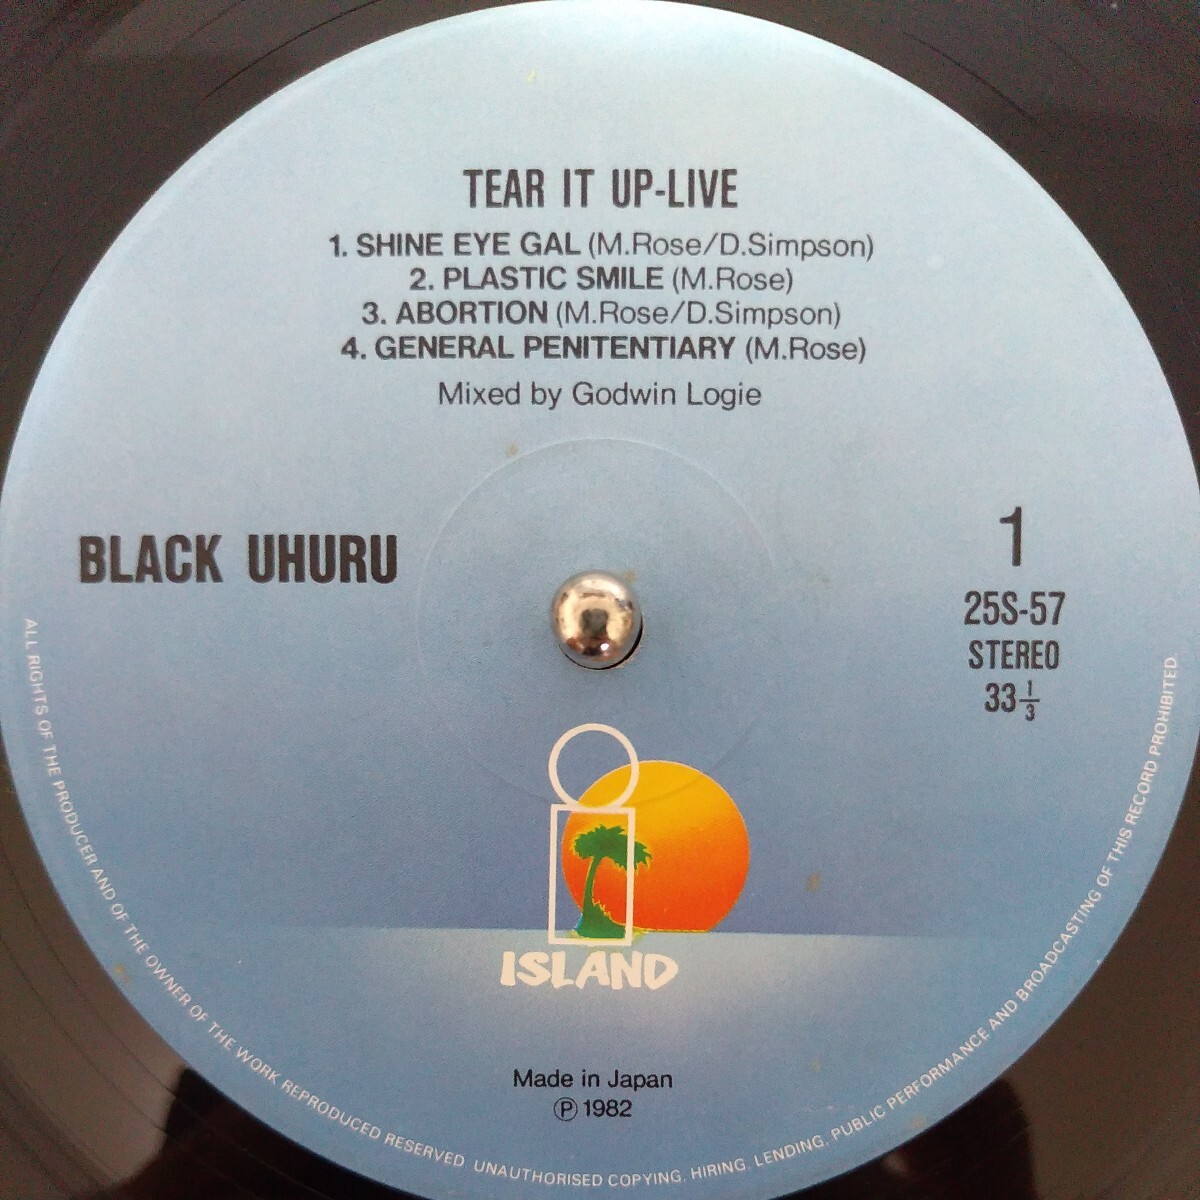 TEAR IT UP-LIVE
1. SHINE EYE GAL (M.Rose/D.Simpson)
2. PLASTIC SMILE (M.Rose)
3. ABORTION (M.Rose/D.Simpson)
4. GENERAL PENITENTIARY (M.Rose)
Mixed by Godwin Logie
BLACK UHURU
1
25S-57
STEREO
33 1/3
ISLAND
Made in Japan
Ⓟ 1982
ALL RIGHTS OF THE PRODUCER AND OF THE OWNER OF THE WORK REPRODUCED RESERVED. UNAUTHORISED COPYING, HIRING, LENDING, PUBLIC PERFORMANCE AND BROADCASTING OF THIS RECORD PROHIBITED.